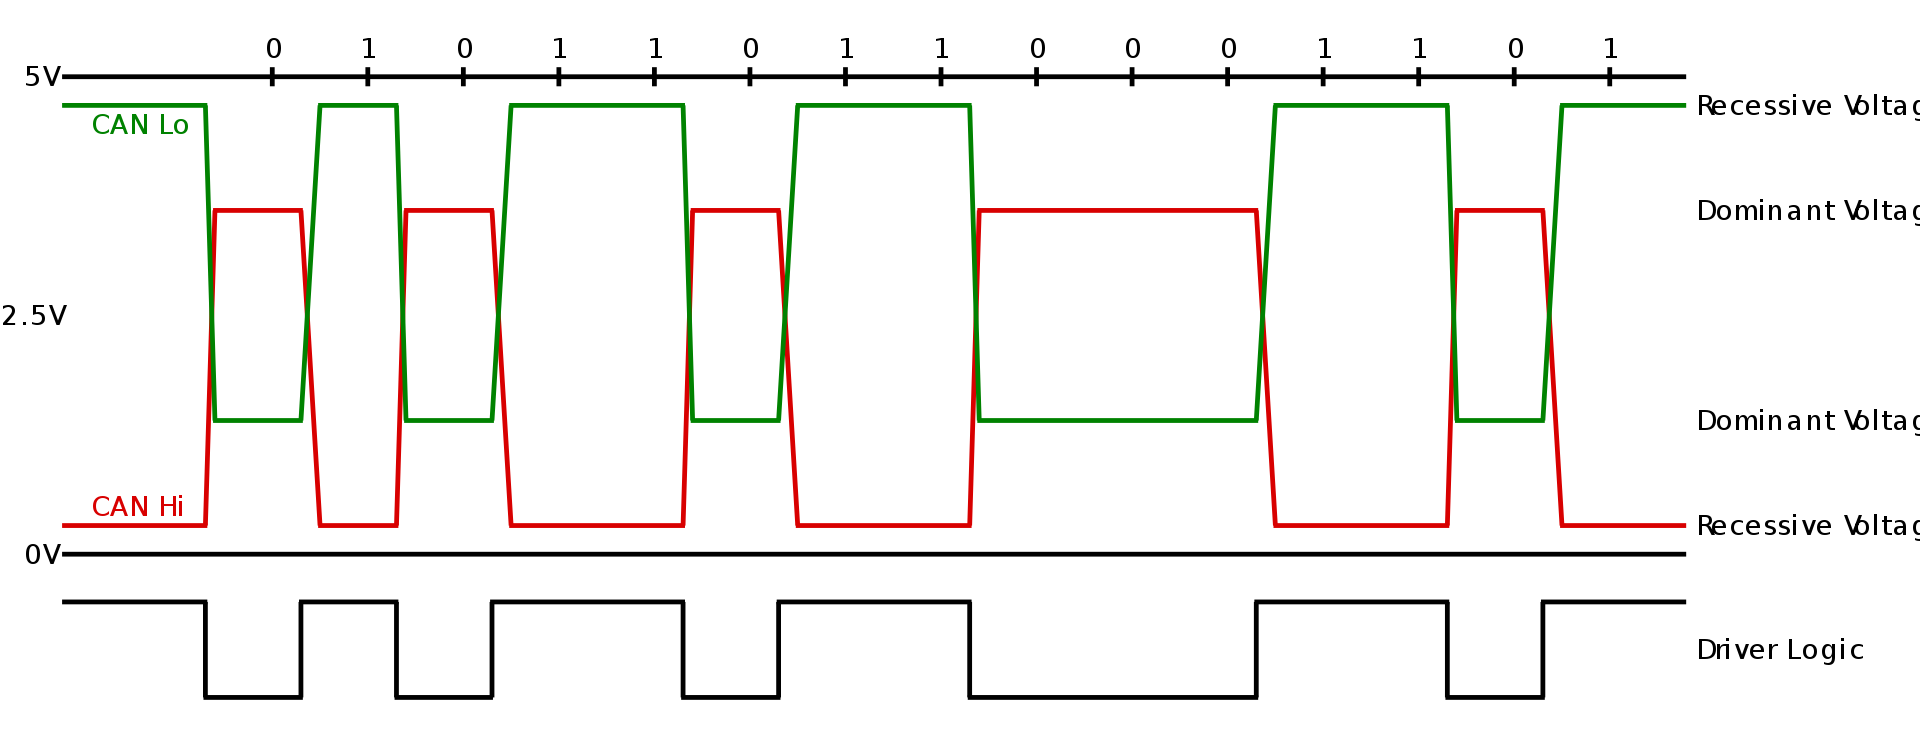 0 1 0 1 1 0 1 1 0 0 0 1 1 0 1
5V
CAN Lo
Recessive Voltag
Dominant Voltag
2.5V
Dominant Voltag
CAN Hi
Recessive Voltag
0V
Driver Logic